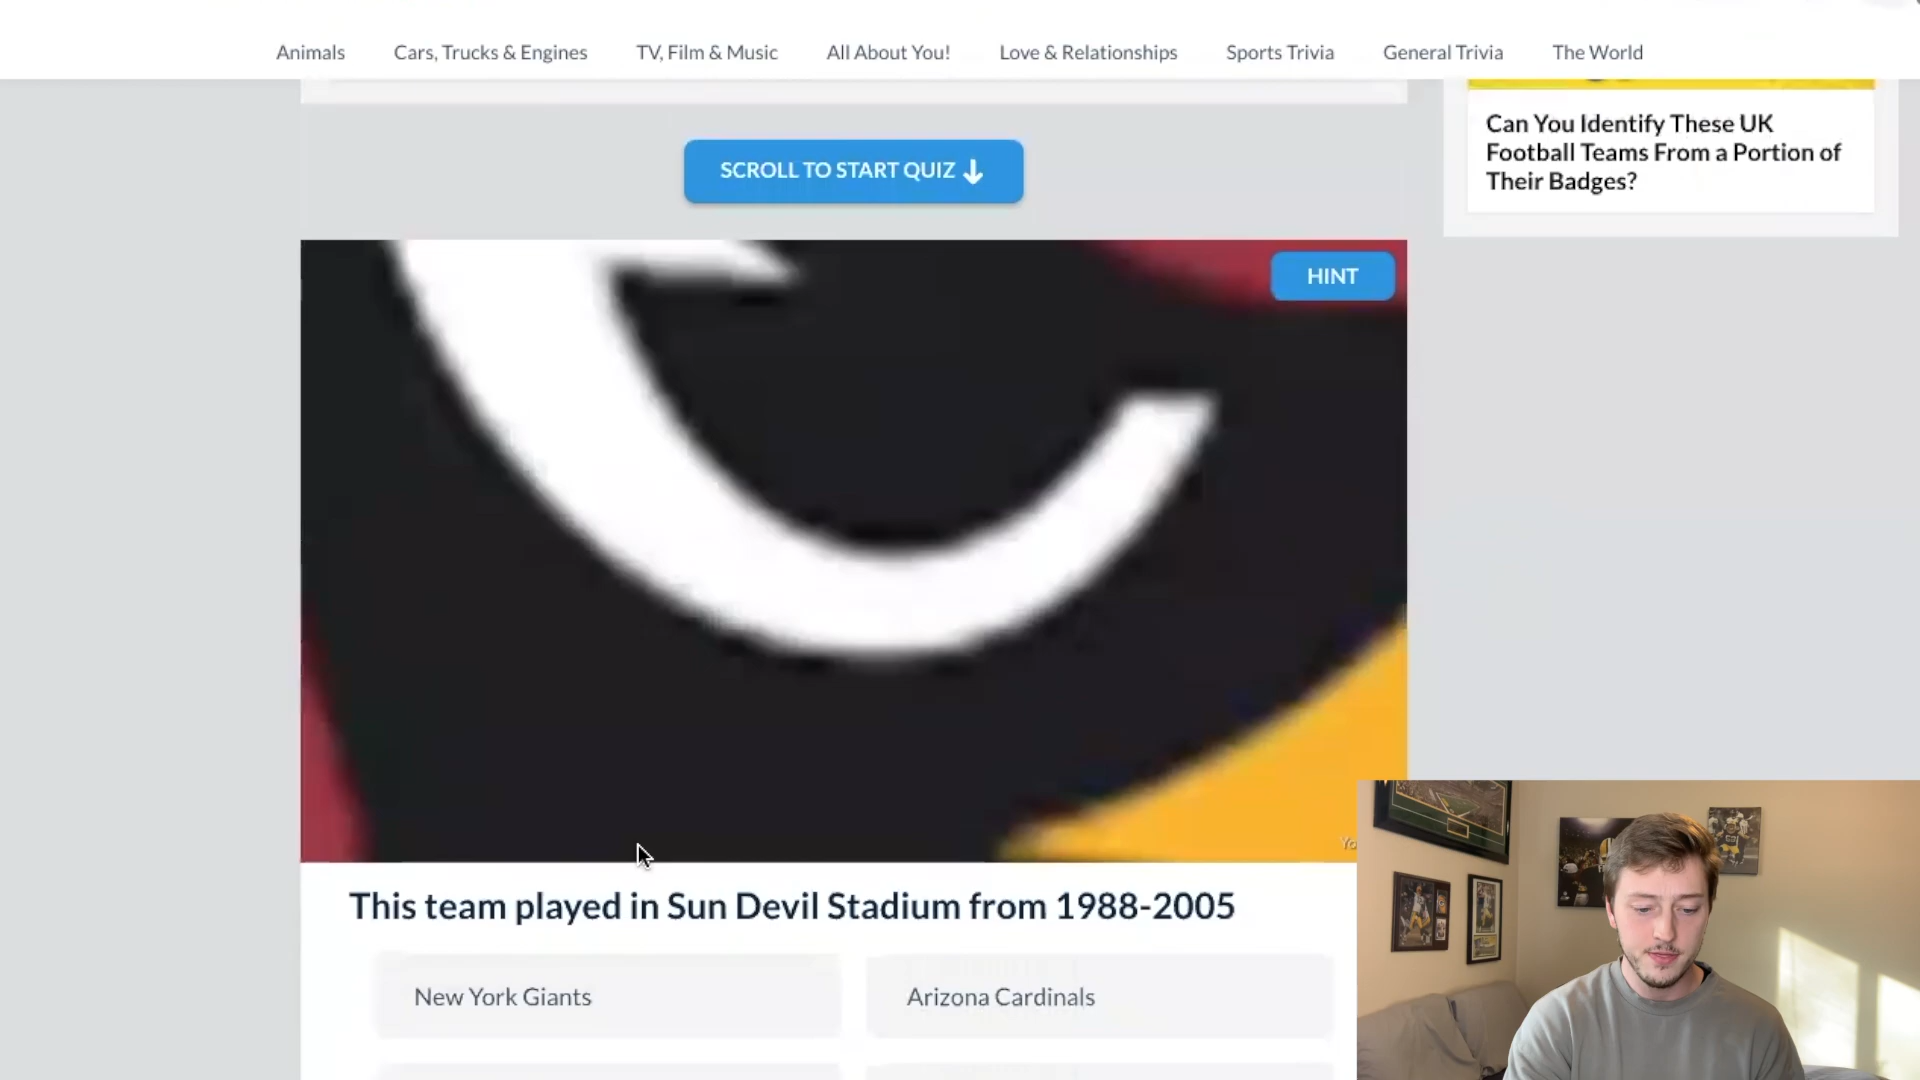 Animals Cars, Trucks & Engines TV, Film & Music All About You! Love & Relationships Sports Trivia General Trivia The World
Can You Identify These UK
Football Teams From a Portion of
Their Badges?
SCROLL TO START QUIZ
HINT
This team played in Sun Devil Stadium from 1988-2005
New York Giants
Arizona Cardinals